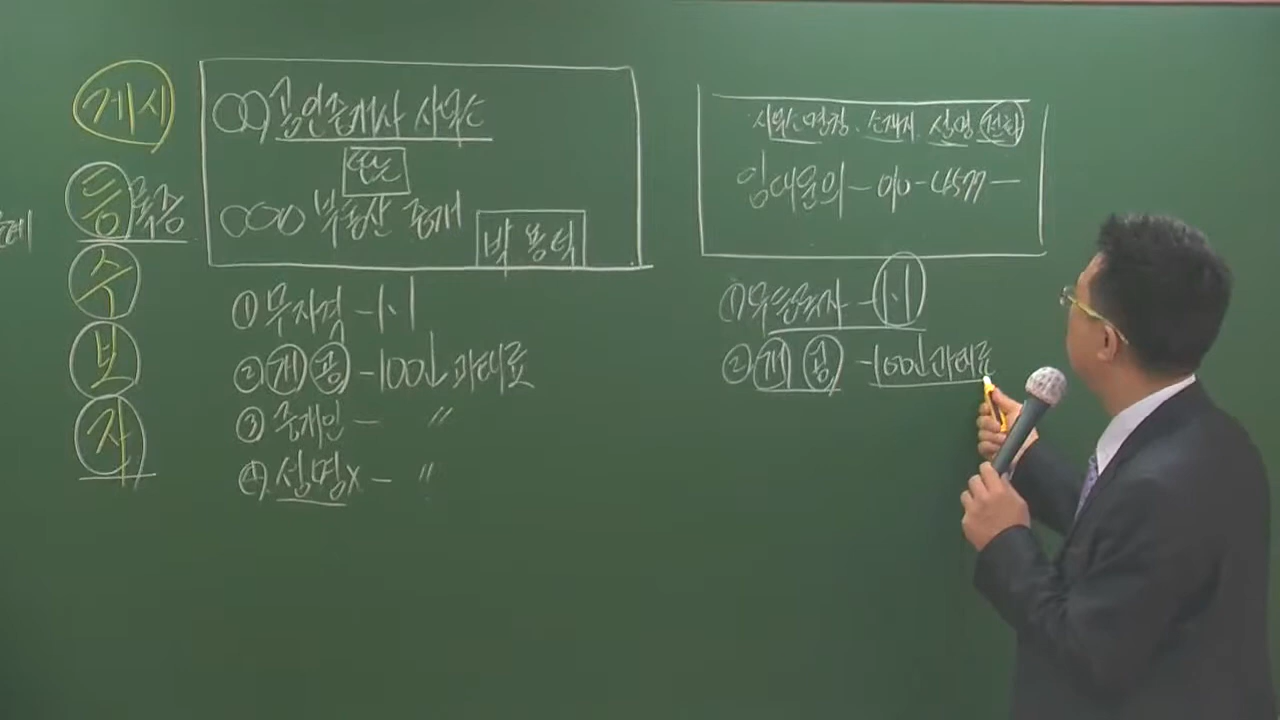 게시
등록증
수
보
자
○○ 공인중개사 사무소
또는
○○○ 부동산 중개
박용덕
① 무자격 - 1.1
② 개 공 - 100만 과태료
③ 중개인 - 〃
④ 성명X - 〃
사무소명칭. 소재지. 성명 전화
임대문의 - 010-4577-
① 무등록자 - 1.1
② 개 공 - 100만 과태료